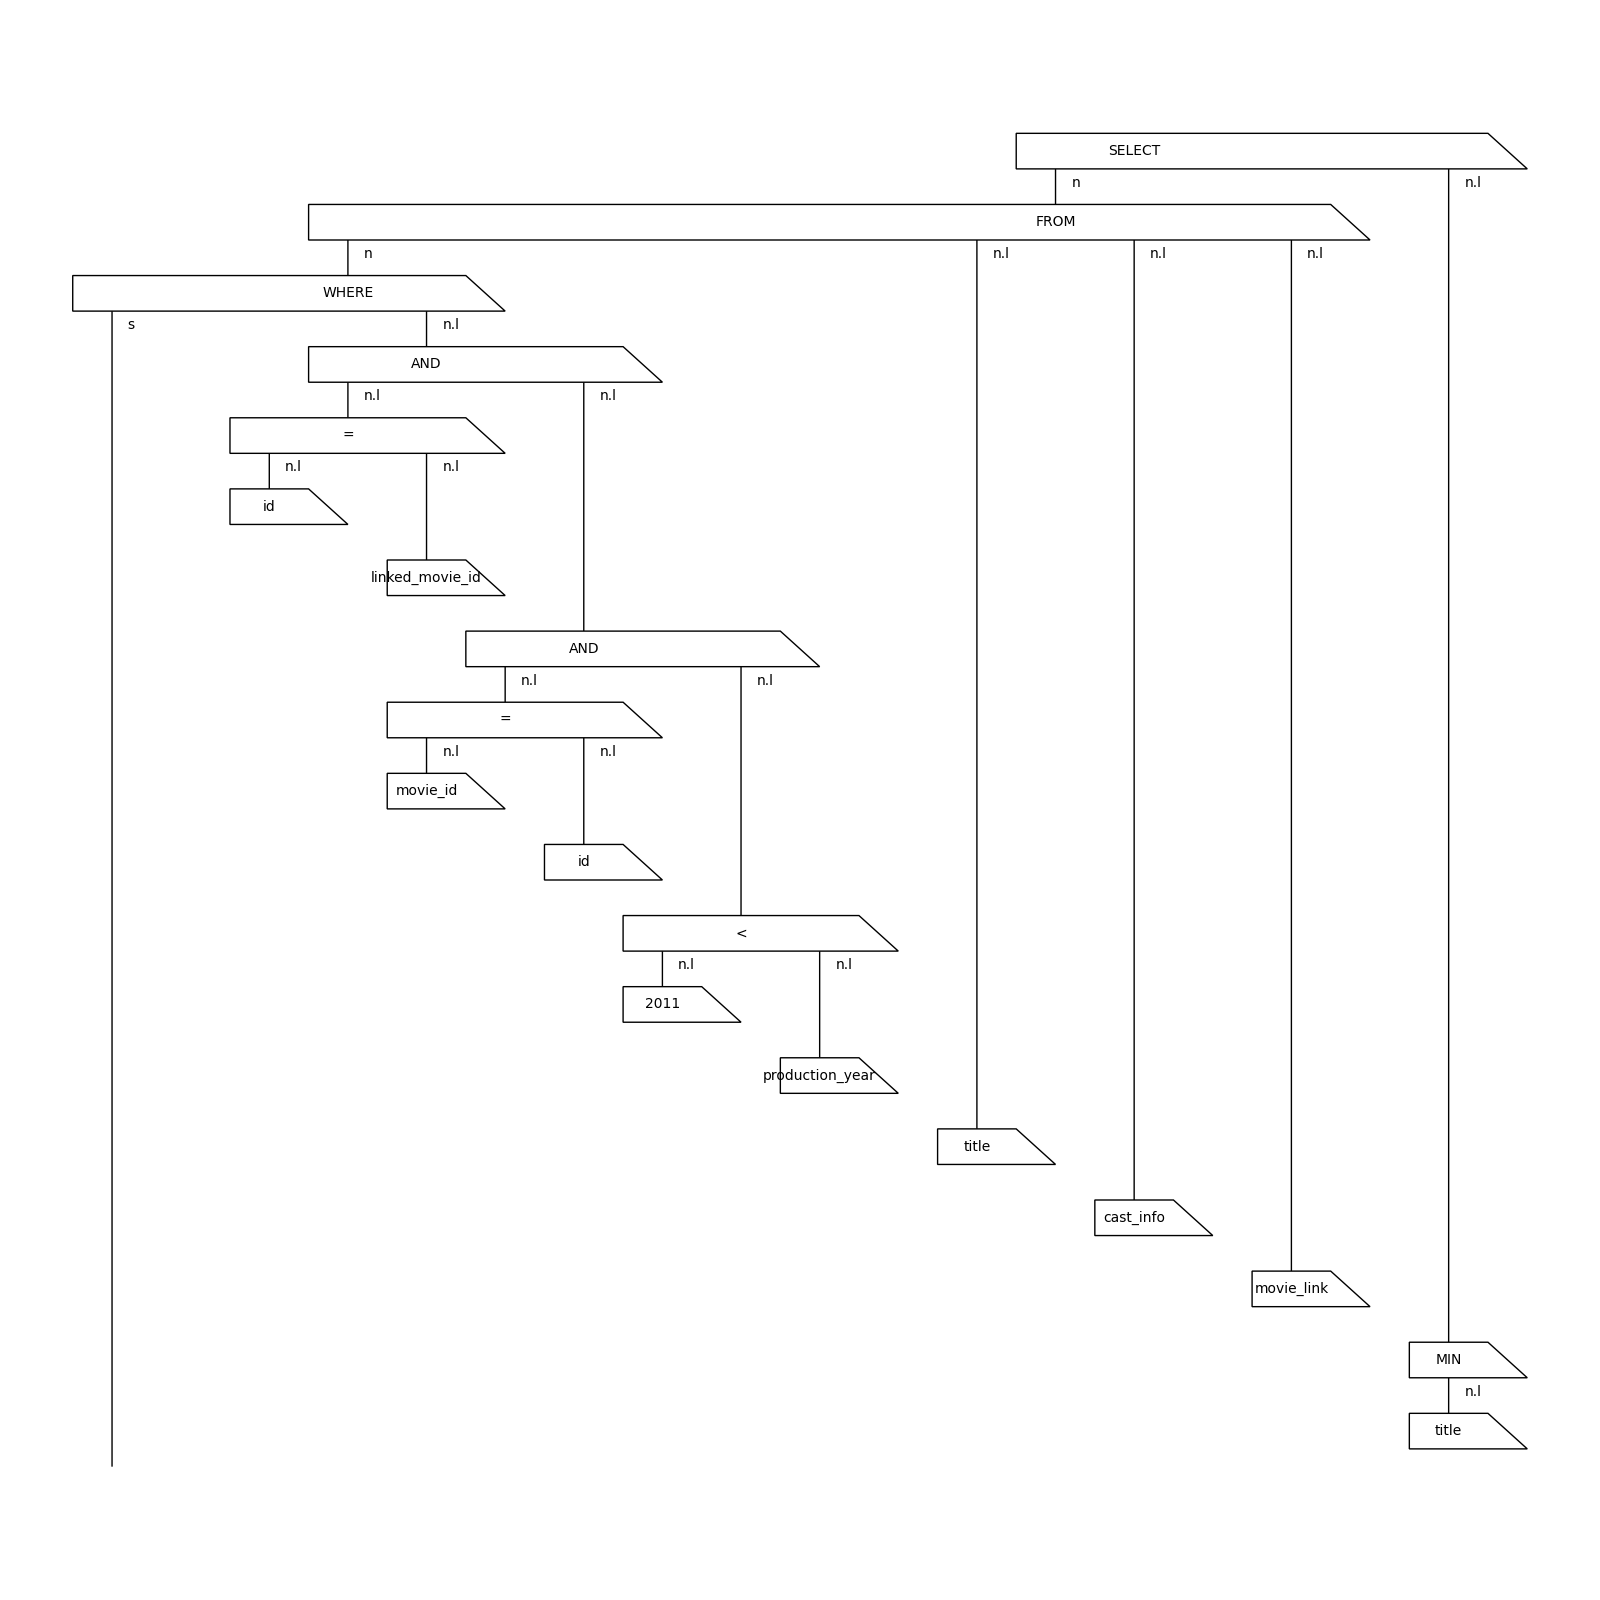 SELECT
n n.l
FROM
n n.l n.l n.l
WHERE
s n.l
AND
n.l n.l
=
n.l n.l
id
linked_movie_id
AND
n.l n.l
=
n.l n.l
movie_id
id
<
n.l n.l
2011
production_year
title
cast_info
movie_link
MIN
n.l
title